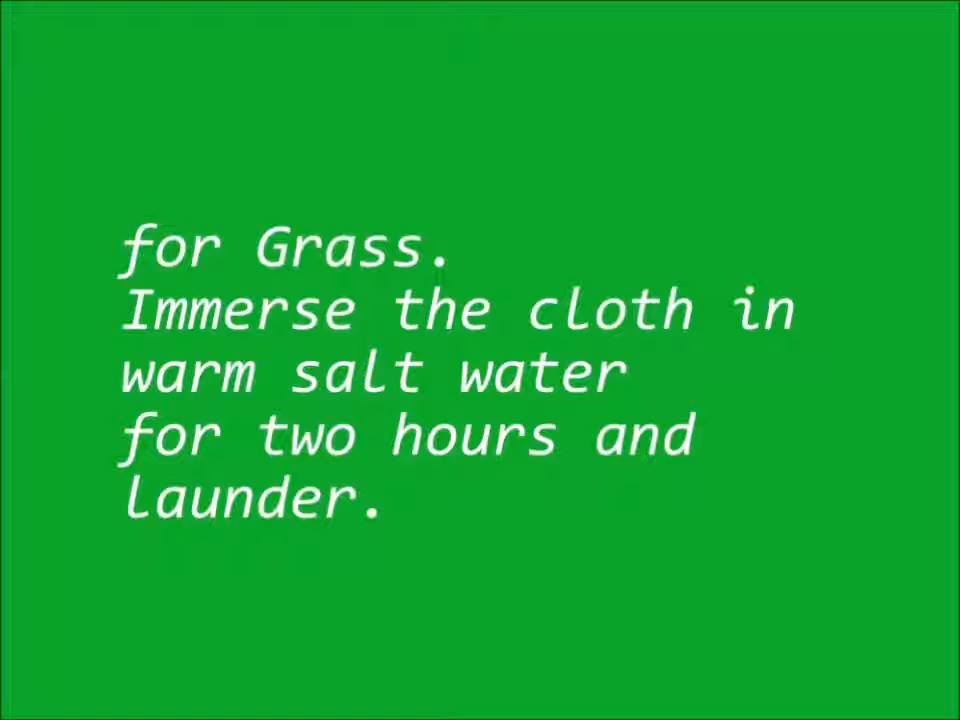 for Grass.
Immerse the cloth in
warm salt water
for two hours and
launder.